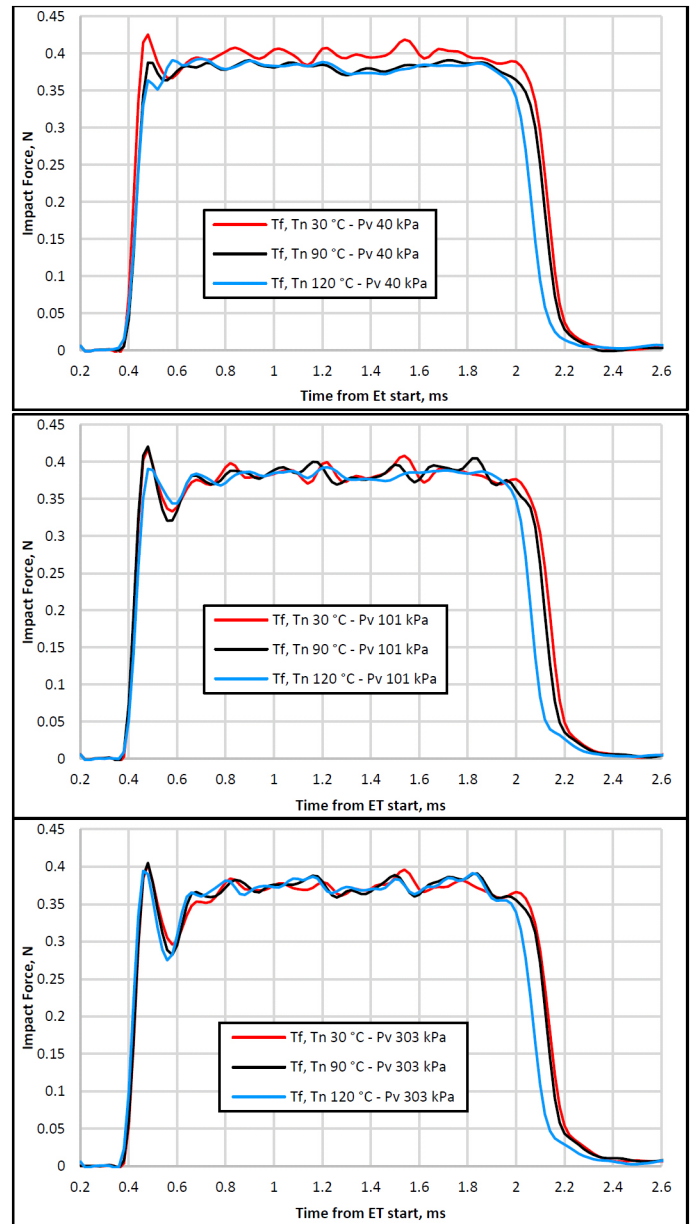 0.45
0.4
0.35
0.3
0.25
0.2
0.15
0.1
0.05
0
Impact Force, N
Tf, Tn 30 °C - Pv 40 kPa
Tf, Tn 90 °C - Pv 40 kPa
Tf, Tn 120 °C - Pv 40 kPa
0.2 0.4 0.6 0.8 1 1.2 1.4 1.6 1.8 2 2.2 2.4 2.6
Time from Et start, ms
0.45
0.4
0.35
0.3
0.25
0.2
0.15
0.1
0.05
0
Impact Force, N
Tf, Tn 30 °C - Pv 101 kPa
Tf, Tn 90 °C - Pv 101 kPa
Tf, Tn 120 °C - Pv 101 kPa
0.2 0.4 0.6 0.8 1 1.2 1.4 1.6 1.8 2 2.2 2.4 2.6
Time from ET start, ms
0.45
0.4
0.35
0.3
0.25
0.2
0.15
0.1
0.05
0
Impact Force, N
Tf, Tn 30 °C - Pv 303 kPa
Tf, Tn 90 °C - Pv 303 kPa
Tf, Tn 120 °C - Pv 303 kPa
0.2 0.4 0.6 0.8 1 1.2 1.4 1.6 1.8 2 2.2 2.4 2.6
Time from ET start, ms